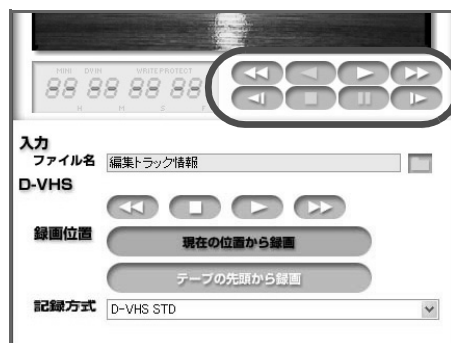 MIN DVIN WRITE PROTECT
88 88 88 88
H M S F
入力
ファイル名 編集トラック情報
D-VHS
録画位置 現在の位置から録画
テープの先頭から録画
記録方式 D-VHS STD